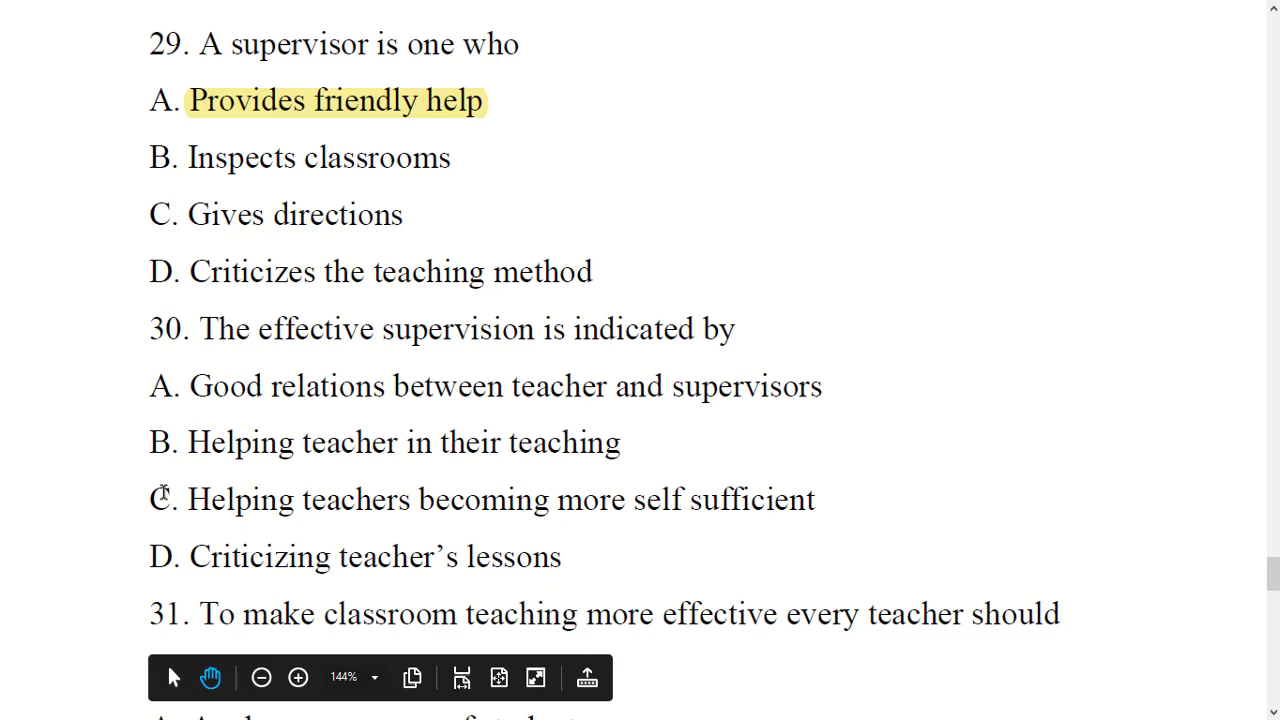 29. A supervisor is one who
A. Provides friendly help
B. Inspects classrooms
C. Gives directions
D. Criticizes the teaching method
30. The effective supervision is indicated by
A. Good relations between teacher and supervisors
B. Helping teacher in their teaching
C. Helping teachers becoming more self sufficient
D. Criticizing teacher’s lessons
31. To make classroom teaching more effective every teacher should
144%